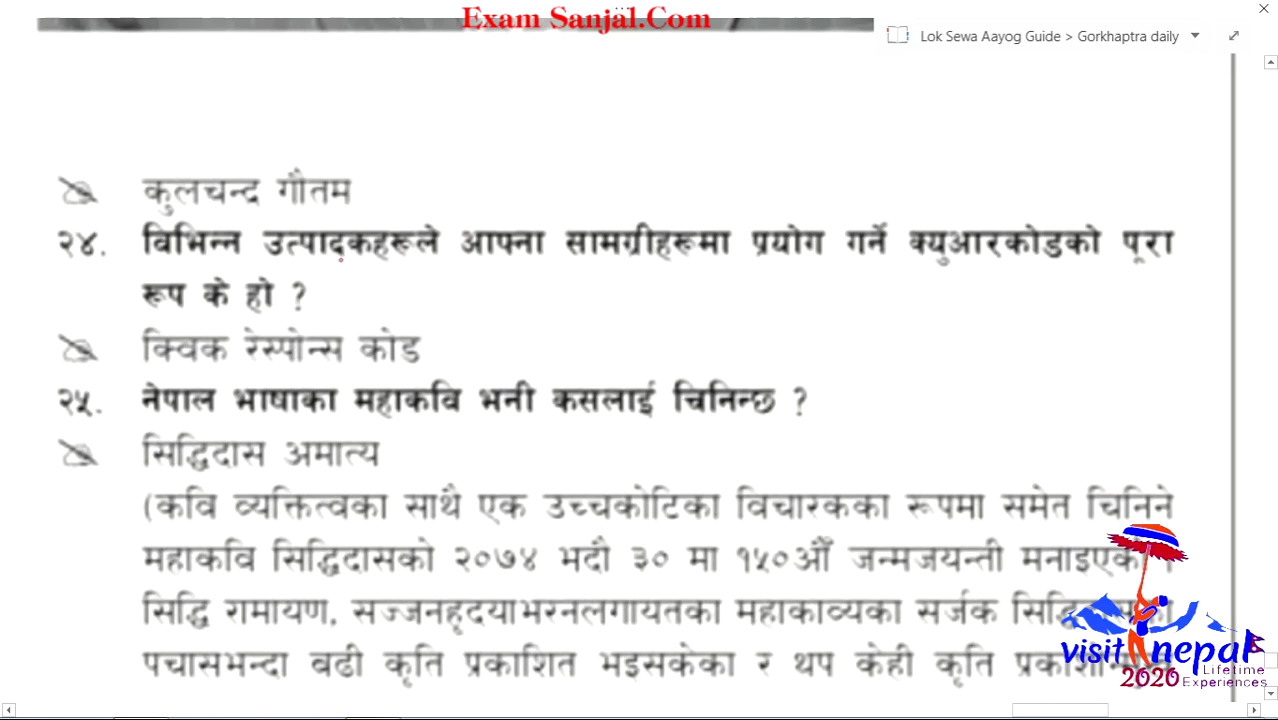 Exam Sanjal.Com
Lok Sewa Aayog Guide > Gorkhaptra daily
कुलचन्द गौतम
२४. विभिन्न उत्पादकहरूले आफ्ना सामग्रीहरूमा प्रयोग गर्ने क्युआरकोडको पूरा
रूप के हो ?
क्विक रेस्पोन्स कोड
२५. नेपाल भाषाका महाकवि भनी कसलाई चिनिन्छ ?
सिद्धिदास अमात्य
(कवि व्यक्तित्वका साथै एक उच्चकोटिका विचारकका रूपमा समेत चिनिने
महाकवि सिद्धिदासको २०७४ भदौ ३० मा १५०औँ जन्मजयन्ती मनाइएको ।
सिद्धि रामायण, सज्जनहृदयाभरनलगायतका महाकाव्यका सर्जक
पचासभन्दा बढी कृति प्रकाशित भइसकेका र थप केही कृति
visit nepal
Lifetime
2020 Experiences